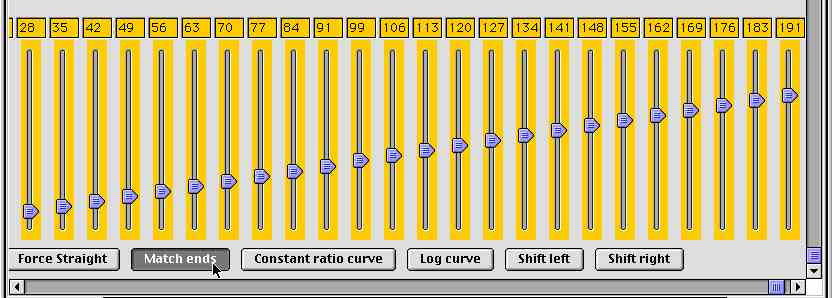 28 35 42 49 56 63 70 77 84 91 99 106 113 120 127 134 141 148 155 162 169 176 183 191
Force Straight Match ends Constant ratio curve Log curve Shift left Shift right